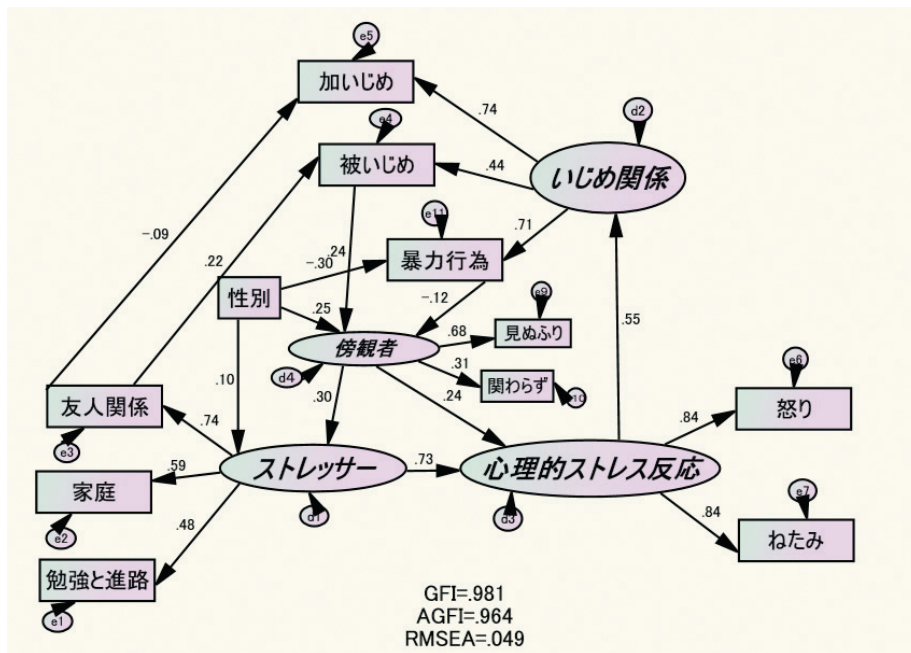 e5
加いじめ
.74
d2
e4
被いじめ
.44
いじめ関係
e11
-.09
.22
.24
-.30
暴力行為
.71
性別
.25
-.12
e9
.68
見ぬふり
.55
傍観者
d4
.31
関わらず
10
.10
.30
.24
e6
友人関係
.74
.84
怒り
e3
.59
ストレッサー
.73
心理的ストレス反応
家庭
.48
d1
d3
.84
e7
e2
ねたみ
勉強と進路
e1
GFI=.981
AGFI=.964
RMSEA=.049